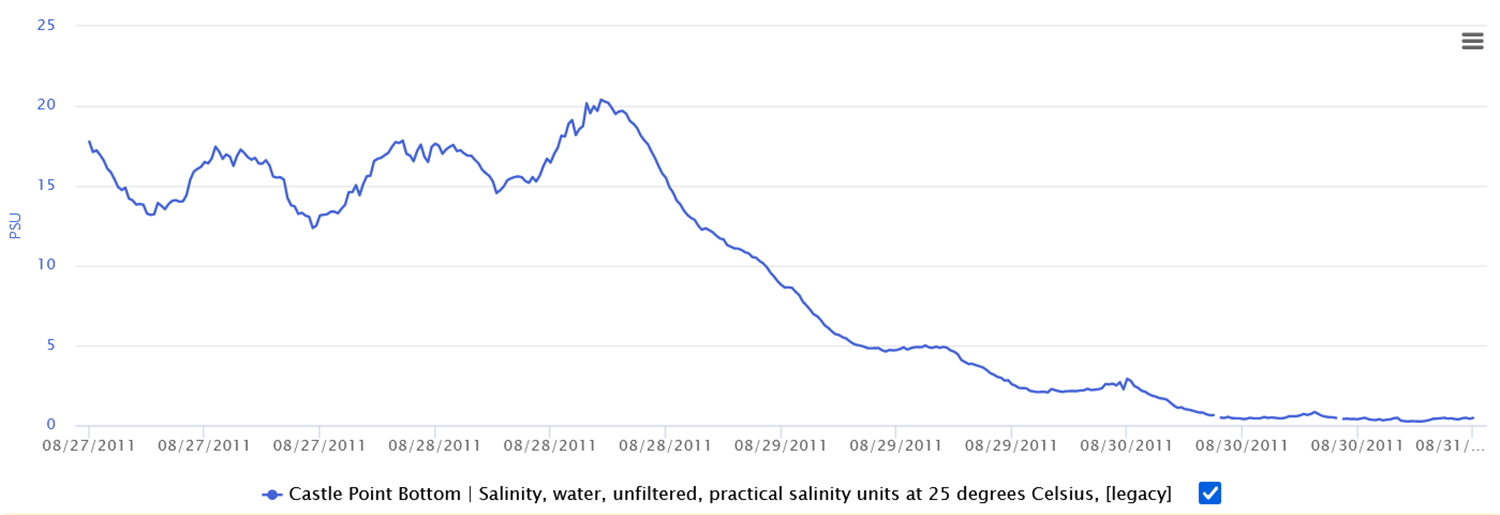 25
20
15
10
5
0
PSU
08/27/2011 08/27/2011 08/27/2011 08/28/2011 08/28/2011 08/28/2011 08/29/2011 08/29/2011 08/29/2011 08/30/2011 08/30/2011 08/30/2011 08/31/...
Castle Point Bottom | Salinity, water, unfiltered, practical salinity units at 25 degrees Celsius, [legacy]